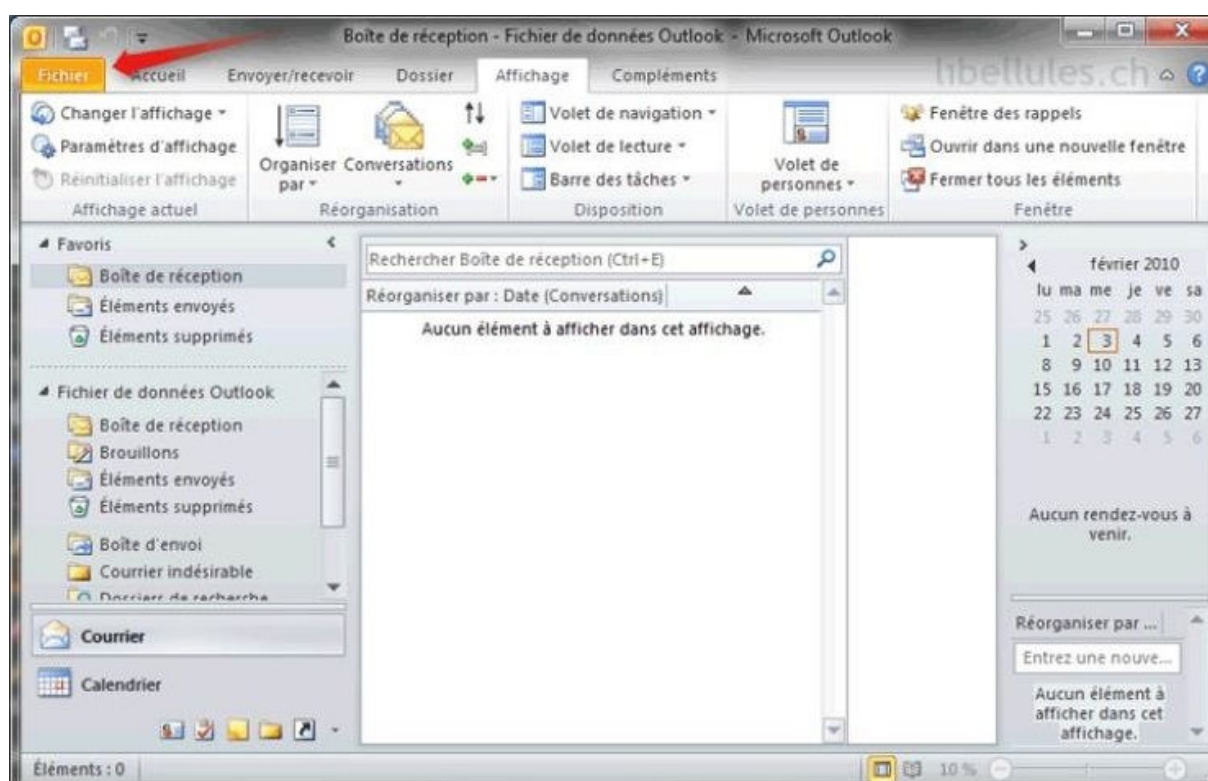 Boîte de réception - Fichier de données Outlook - Microsoft Outlook
Fichier Accueil Envoyer/recevoir Dossier Affichage Compléments
libellules.ch
Changer l'affichage
Paramètres d'affichage
Réinitialiser l'affichage
Affichage actuel
Organiser
par
Conversations
Réorganisation
Volet de navigation
Volet de lecture
Barre des tâches
Disposition
Volet de
personnes
Volet de personnes
Fenêtre des rappels
Ouvrir dans une nouvelle fenêtre
Fermer tous les éléments
Fenêtre
Favoris
Boîte de réception
Éléments envoyés
Éléments supprimés
Fichier de données Outlook
Boîte de réception
Brouillons
Éléments envoyés
Éléments supprimés
Boîte d'envoi
Courrier indésirable
Dossiers de recherche
Courrier
Calendrier
Rechercher Boîte de réception (Ctrl+E)
Réorganiser par : Date (Conversations)
Aucun élément à afficher dans cet affichage.
février 2010
lu ma me je ve sa
25 26 27 28 29 30
1 2 3 4 5 6
8 9 10 11 12 13
15 16 17 18 19 20
22 23 24 25 26 27
1 2 3 4 5 6
Aucun rendez-vous à
venir.
Réorganiser par ...
Entrez une nouve...
Aucun élément à
afficher dans cet
affichage.
Éléments : 0
10 %